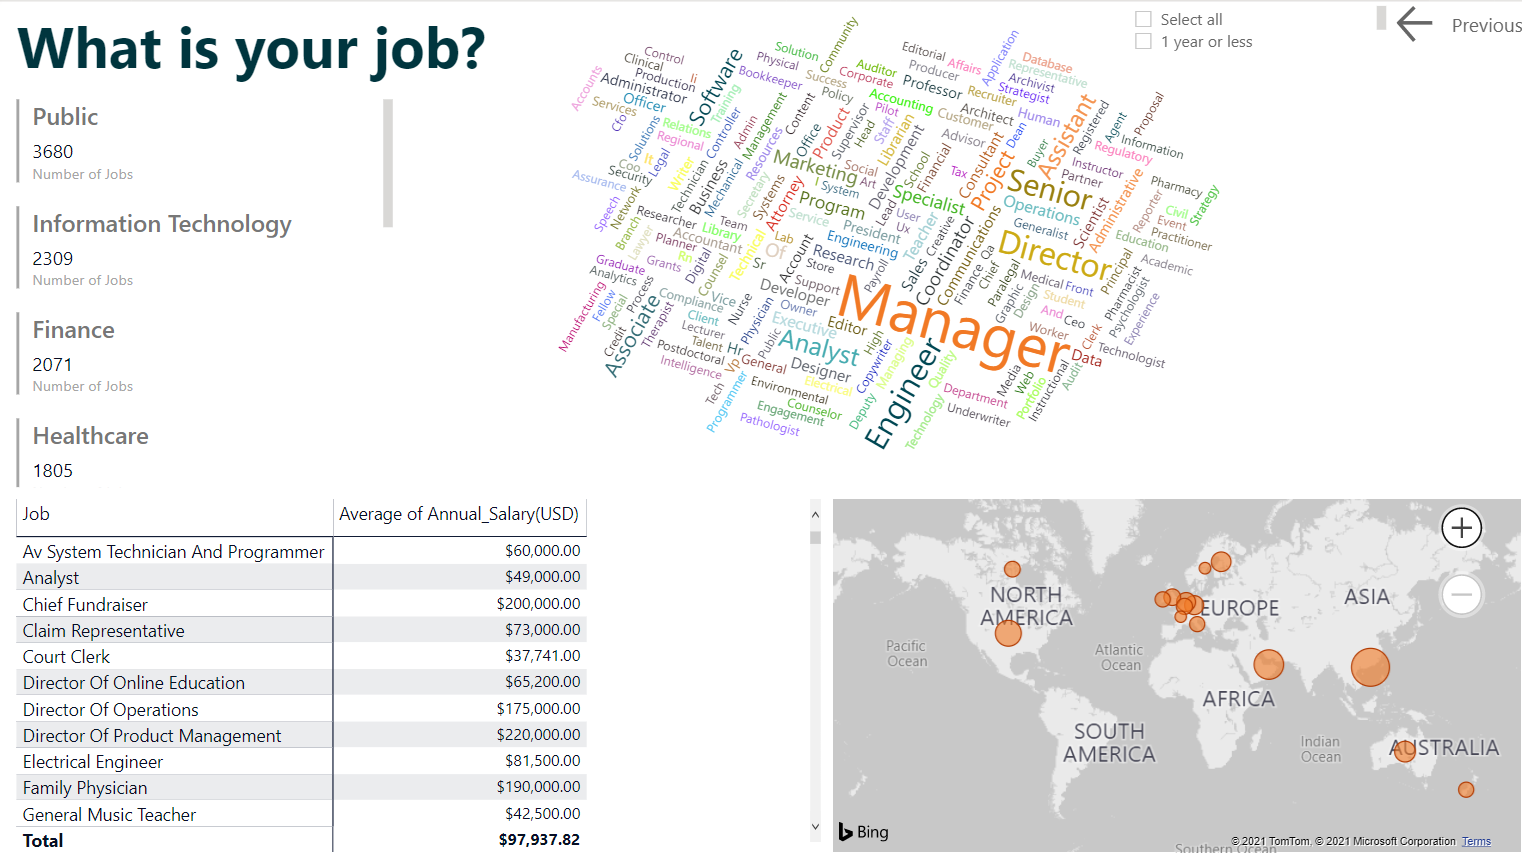 What is your job?
Select all
1 year or less
Previous
Public
3680
Number of Jobs
Information Technology
2309
Number of Jobs
Finance
2071
Number of Jobs
Healthcare
1805
Community
Solution
Editorial
Application
Control
Clinical
Software
Physical
Auditor
Affairs
Database
Representative
Accounts
Production
Ii
Bookkeeper
Success
Corporate
Producer
Archivist
Administrator
Training
Policy
Accounting
Professor
Recruiter
Strategist
Services
Officer
Management
Content
Product
Supervisor
Pilot
Customer
Architect
Human
Assistant
Registered
Agent
Proposal
Cfo
Solutions
Relations
Regional
Controller
Admin
Resources
Office
Head
Staff
Librarian
Advisor
Dean
Buyer
Information
Regulatory
Coo
It
Legal
Writer
Business
Marketing
Social
Development
School
Financial
Consultant
Project
Instructor
Assurance
Security
Technician
Mechanical
Secretary
Systems
Attorney
I
System
Art
Specialist
Tax
Senior
Partner
Administrative
Pharmacy
Strategy
Speech
Network
Researcher
Team
Program
Lead
User
Ux
Operations
Scientist
Reporter
Civil
Event
Practitioner
Branch
Lawyer
Planner
Library
Accountant
Technical
Lab
Service
President
Teacher
Creative
Coordinator
Communications
Generalist
Education
Graduate
Grants
Rn
Digital
Counsel
Of
Sr
Account
Engineering
Research
Payroll
Sales
Finance
Qa
Chief
Director
Principal
Academic
Analytics
Process
Store
Support
Developer
Paralegal
Medical
Front
Pharmacist
Manufacturing
Fellow
Special
Compliance
Vice
Nurse
Physician
Owner
Manager
Graphic
Design
Student
Psychologist
Experience
Credit
Associate
Therapist
Client
Lecturer
Talent
Executive
Editor
And
Ceo
Worker
Clerk
Postdoctoral
Hr
Public
Analyst
High
Data
Technologist
Intelligence
Vp
General
Designer
Copywriter
Managing
Engineer
Quality
Media
Web
Audit
Tech
Programmer
Environmental
Electrical
Department
Portfolio
Instructional
Engagement
Counselor
Deputy
Technology
Underwriter
Pathologist
Job Average of Annual_Salary(USD)
Av System Technician And Programmer $60,000.00
Analyst $49,000.00
Chief Fundraiser $200,000.00
Claim Representative $73,000.00
Court Clerk $37,741.00
Director Of Online Education $65,200.00
Director Of Operations $175,000.00
Director Of Product Management $220,000.00
Electrical Engineer $81,500.00
Family Physician $190,000.00
General Music Teacher $42,500.00
Total $97,937.82
NORTH
AMERICA
EUROPE
ASIA
Pacific
Ocean
Atlantic
Ocean
AFRICA
SOUTH
AMERICA
Indian
Ocean
AUSTRALIA
Bing
© 2021 TomTom, © 2021 Microsoft Corporation Terms
Southern Ocean